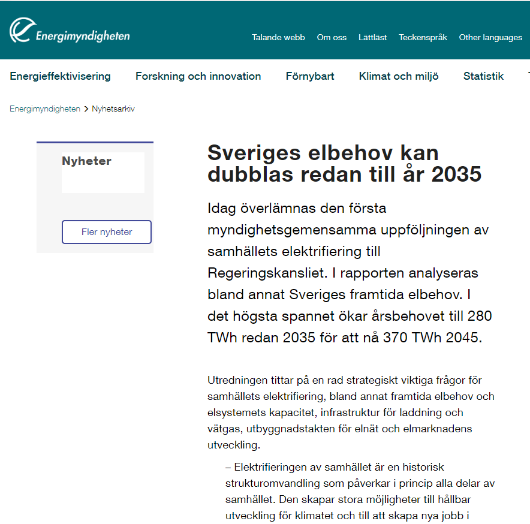 Energimyndigheten
Talande webb Om oss Lättläst Teckenspråk Other languages
Energieffektivisering Forskning och innovation Förnybart Klimat och miljö Statistik
Energimyndigheten > Nyhetsarkiv
Nyheter
Fler nyheter
Sveriges elbehov kan
dubblas redan till år 2035
Idag överlämnas den första
myndighetsgemensamma uppföljningen av
samhällets elektrifiering till
Regeringskansliet. I rapporten analyseras
bland annat Sveriges framtida elbehov. I
det högsta spannet ökar årsbehovet till 280
TWh redan 2035 för att nå 370 TWh 2045.
Utredningen tittar på en rad strategiskt viktiga frågor för
samhällets elektrifiering, bland annat framtida elbehov och
elsystemets kapacitet, infrastruktur för laddning och
vätgas, utbyggnadstakten för elnät och elmarknadens
utveckling.
– Elektrifieringen av samhället är en historisk
strukturomvandling som påverkar i princip alla delar av
samhället. Den skapar stora möjligheter till hållbar
utveckling för klimatet och till att skapa nya jobb i